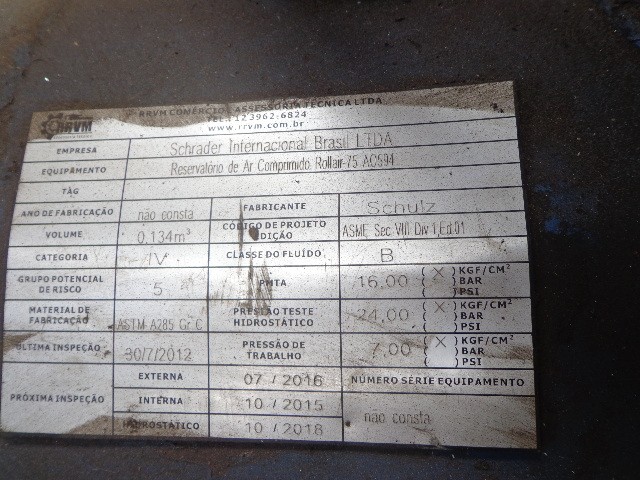 RRVM
RRVM COMÉRCIO E ASSESSORIA TÉCNICA LTDA
TEL.: 12 3962.6824
www.rrvm.com.br
EMPRESA Schrader Internacional Brasil LTDA
EQUIPAMENTO Reservatório de Ar Comprimido Rollair-75 AC594
TAG
ANO DE FABRICAÇÃO não consta FABRICANTE Schulz
VOLUME 0.134m³ CÓDIGO DE PROJETO EDIÇÃO ASME Sec VIII Div 1,Ed.01
CATEGORIA IV CLASSE DO FLUÍDO B
GRUPO POTENCIAL DE RISCO 5 PMTA 16,00 (X) KGF/CM² ( ) BAR ( ) PSI
MATERIAL DE FABRICAÇÃO ASTM A285 Gr C PRESTÃO TESTE HIDROSTÁTICO 24,00 (X) KGF/CM² ( ) BAR ( ) PSI
ÚLTIMA INSPEÇÃO 30/7/2012 PRESSÃO DE TRABALHO 7,00 (X) KGF/CM² ( ) BAR ( ) PSI
PRÓXIMA INSPEÇÃO
EXTERNA 07 / 2016
INTERNA 10 / 2015
HIDROSTÁTICO 10 / 2018
NÚMERO SÉRIE EQUIPAMENTO
não consta